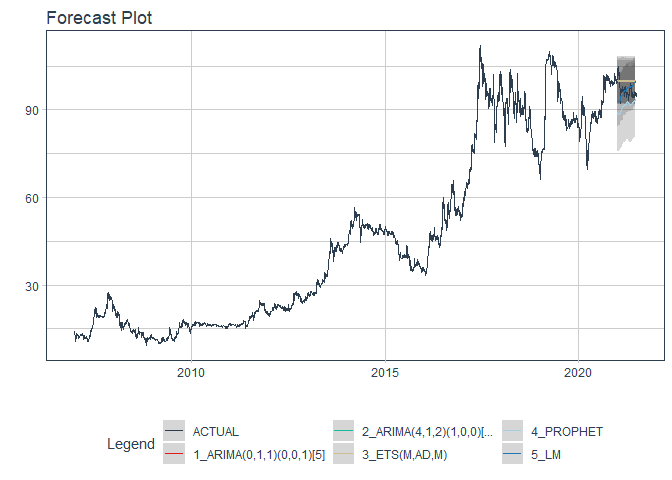 Forecast Plot
90
60
30
2010 2015 2020
Legend
ACTUAL 2_ARIMA(4,1,2)(1,0,0)[... 4_PROPHET
1_ARIMA(0,1,1)(0,0,1)[5] 3_ETS(M,AD,M) 5_LM